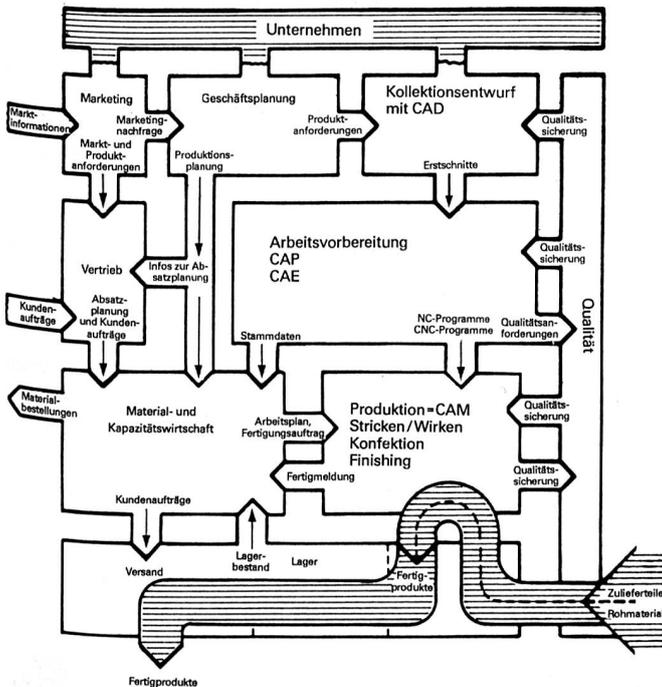 Unternehmen
Marketing
Geschäftsplanung
Kollektionsentwurf
mit CAD
Markt-
informationen
Marketing-
nachfrage
Produkt-
anforderungen
Qualitäts-
sicherung
Markt- und
Produkt-
anforderungen
Produktions-
planung
Erstschnitte
Arbeitsvorbereitung
CAP
CAE
Qualitäts-
sicherung
Vertrieb
Infos zur Ab-
satzplanung
Qualität
Kunden-
aufträge
Absatz-
planung
und Kunden-
aufträge
Stammdaten
NC-Programme
CNC-Programme
Qualitätsan-
forderungen
Material-
bestellungen
Material- und
Kapazitätswirtschaft
Arbeitsplan,
Fertigungsauftrag
Produktion=CAM
Stricken/Wirken
Konfektion
Finishing
Qualitäts-
sicherung
Fertigmeldung
Qualitäts-
sicherung
Kundenaufträge
Versand
Lager-
bestand
Lager
Fertig-
produkte
Zulieferteile
Rohmaterial
Fertigprodukte